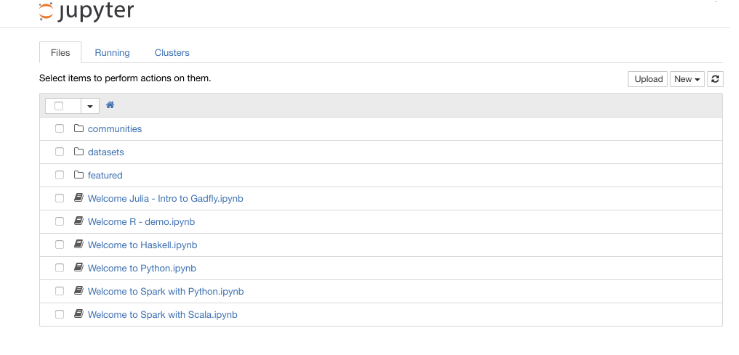 jupyter
Files Running Clusters
Select items to perform actions on them. Upload New
communities
datasets
featured
Welcome Julia - Intro to Gadfly.ipynb
Welcome R - demo.ipynb
Welcome to Haskell.ipynb
Welcome to Python.ipynb
Welcome to Spark with Python.ipynb
Welcome to Spark with Scala.ipynb